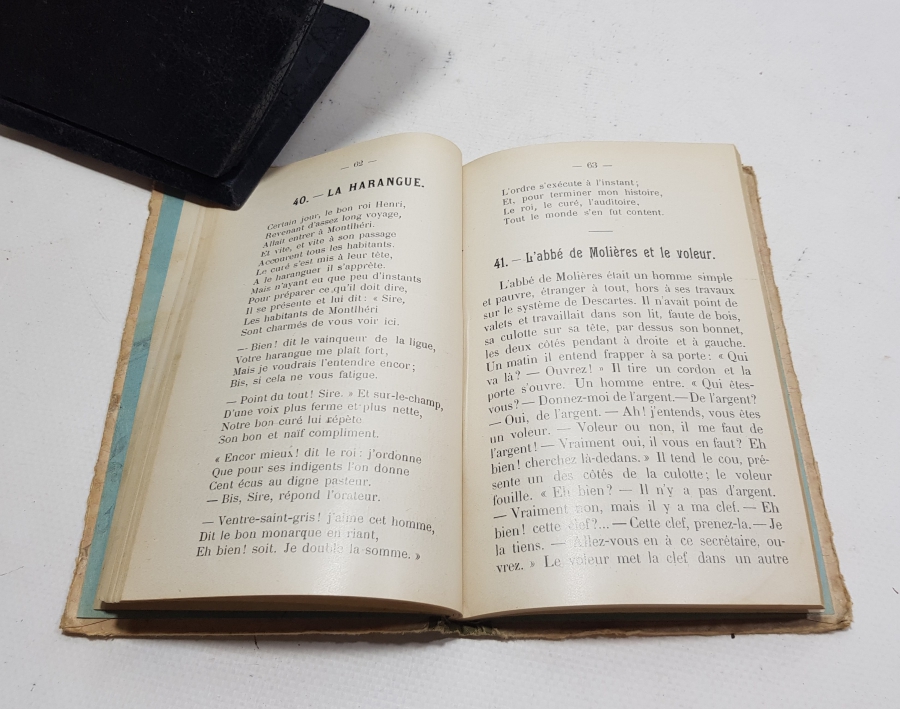 — 62 —
40. — LA HARANGUE.
Certain jour, le bon roi Henri,
Revenant d'assez long voyage,
Allait entrer à Montlhéri.
Et vite, et vite à son passage
Accourent tous les habitants.
Le curé s'est mis à leur tête,
A le haranguer il s'apprête.
Mais n'ayant eu que peu d'instants
Pour préparer ce qu'il doit dire,
Il se présente et lui dit : « Sire,
Les habitants de Montlhéri
Sont charmés de vous voir ici.
— Bien ! dit le vainqueur de la ligue,
Votre harangue me plaît fort,
Mais je voudrais l'entendre encor ;
Bis, si cela ne vous fatigue.
— Point du tout ! Sire. » Et sur-le-champ,
D'une voix plus ferme et plus nette,
Notre bon curé lui répète
Son bon et naïf compliment.
« Encor mieux ! dit le roi : j'ordonne
Que pour ses indigents l'on donne
Cent écus au digne pasteur.
— Bis, Sire, répond l'orateur.
— Ventre-saint-gris ! j'aime cet homme,
Dit le bon monarque en riant,
Eh bien ! soit. Je double la somme. »
— 63 —
L'ordre s'exécute à l'instant ;
Et, pour terminer mon histoire,
Le roi, le curé, l'auditoire,
Tout le monde s'en fut content.
41. — L'abbé de Molières et le voleur.
L'abbé de Molières était un homme simple
et pauvre, étranger à tout, hors à ses travaux
sur le système de Descartes. Il n'avait point de
valets et travaillait dans son lit, faute de bois,
sa culotte sur sa tête, par dessus son bonnet,
les deux côtés pendant à droite et à gauche.
Un matin il entend frapper à sa porte : « Qui
va là ? — Ouvrez ! » Il tire un cordon et la
porte s'ouvre. Un homme entre. « Qui êtes-
vous ? — Donnez-moi de l'argent. — De l'argent ?
— Oui, de l'argent. — Ah ! j'entends, vous êtes
un voleur. — Voleur ou non, il me faut de
l'argent ! — Vraiment oui, il vous en faut ? Eh
bien ! cherchez là-dedans. » Il tend le cou, pré-
sente un des côtés de la culotte ; le voleur
fouille. « Eh bien ? — Il n'y a pas d'argent.
— Vraiment non, mais il y a ma clef. — Eh
bien ! cette clef ?... — Cette clef, prenez-la. — Je
la tiens. — Allez-vous-en à ce secrétaire, ou-
vrez. » Le voleur met la clef dans un autre